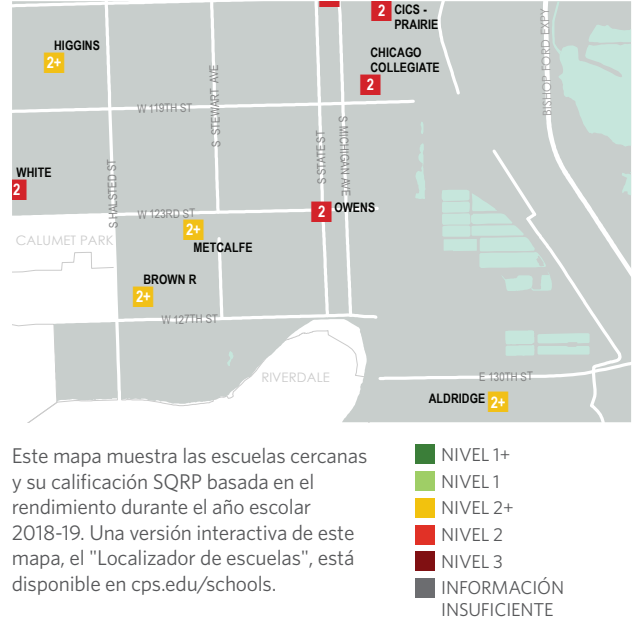 2 CICS -
PRAIRIE
HIGGINS
2+
CHICAGO
COLLEGIATE
2
BISHOP FORD EXPY
W 119TH ST
S STEWART AVE
S STATE ST
S MICHIGAN AVE
S HALSTED ST
WHITE
2
W 123RD ST
2 OWENS
2+
METCALFE
CALUMET PARK
BROWN R
2+
W 127TH ST
RIVERDALE
E 130TH ST
ALDRIDGE 2+
Este mapa muestra las escuelas cercanas
y su calificación SQRP basada en el
rendimiento durante el año escolar
2018-19. Una versión interactiva de este
mapa, el "Localizador de escuelas", está
disponible en cps.edu/schools.
NIVEL 1+
NIVEL 1
NIVEL 2+
NIVEL 2
NIVEL 3
INFORMACIÓN
INSUFICIENTE